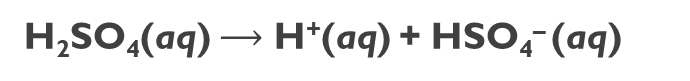 H₂SO₄(aq) ⟶ H⁺(aq) + HSO₄⁻(aq)